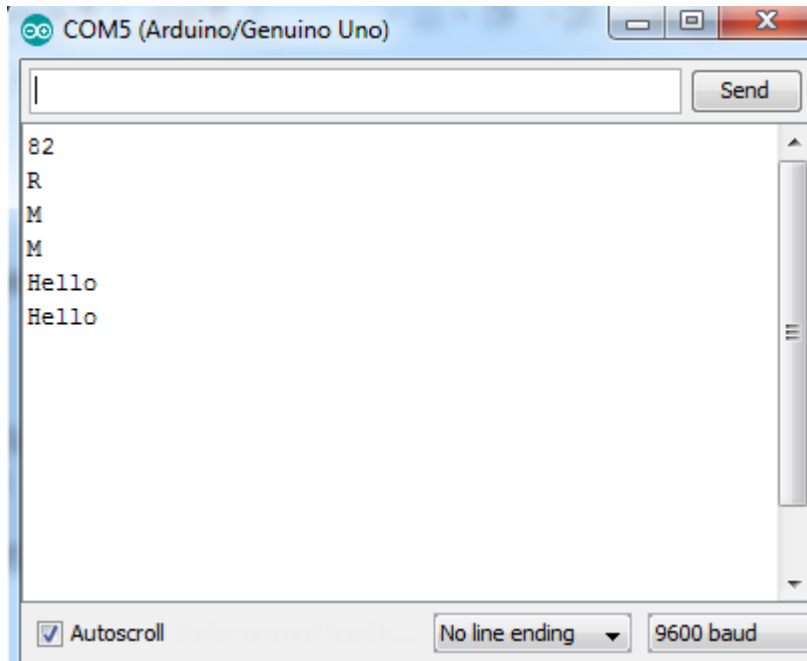 COM5 (Arduino/Genuino Uno)
Send
82
R
M
M
Hello
Hello
Autoscroll
No line ending
9600 baud